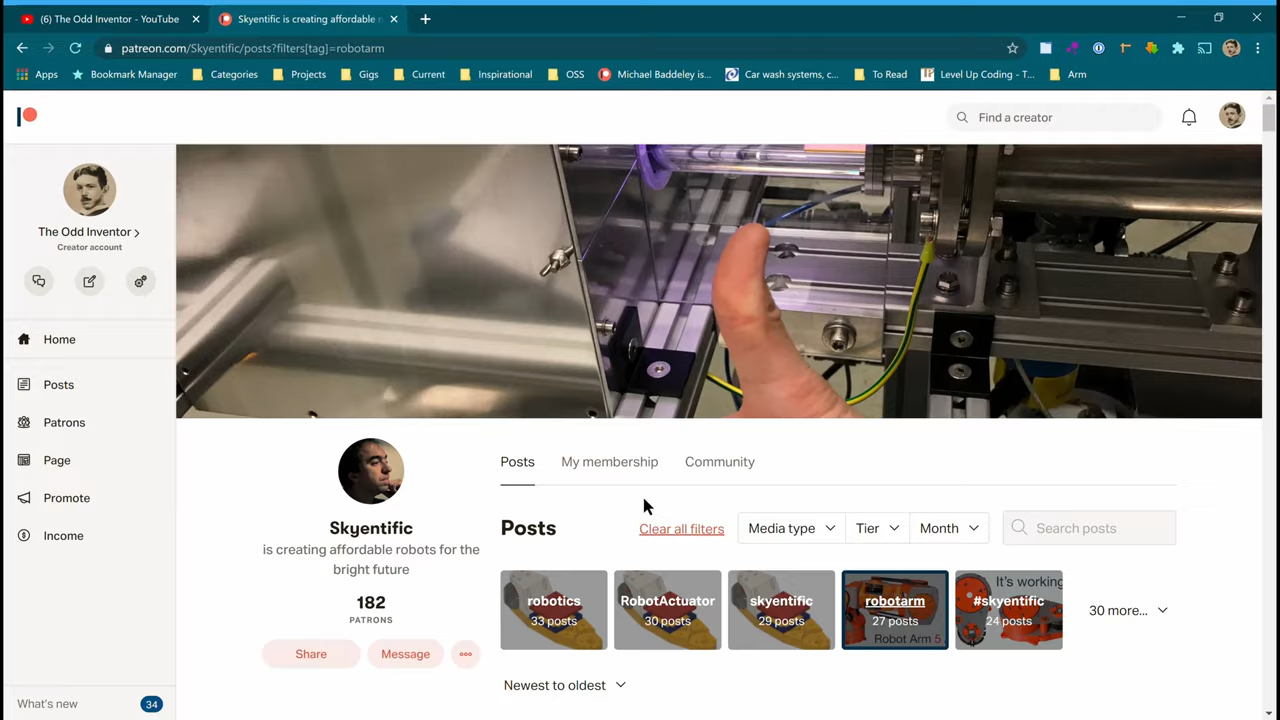 (6) The Odd Inventor - YouTube
Skyentific is creating affordable r
patreon.com/Skyentific/posts?filters[tag]=robotarm
Apps
Bookmark Manager
Categories
Projects
Gigs
Current
Inspirational
OSS
Michael Baddeley is...
Car wash systems, c...
To Read
Level Up Coding - T...
Arm
Find a creator
The Odd Inventor
Creator account
Home
Posts
Patrons
Page
Promote
Income
What's new
34
Skyentific
is creating affordable robots for the
bright future
182
PATRONS
Share
Message
Posts
My membership
Community
Posts
Clear all filters
Media type
Tier
Month
Search posts
robotics
33 posts
RobotActuator
30 posts
skyentific
29 posts
robotarm
27 posts
Robot Arm 5
It's working
#skyentific
24 posts
30 more...
Newest to oldest